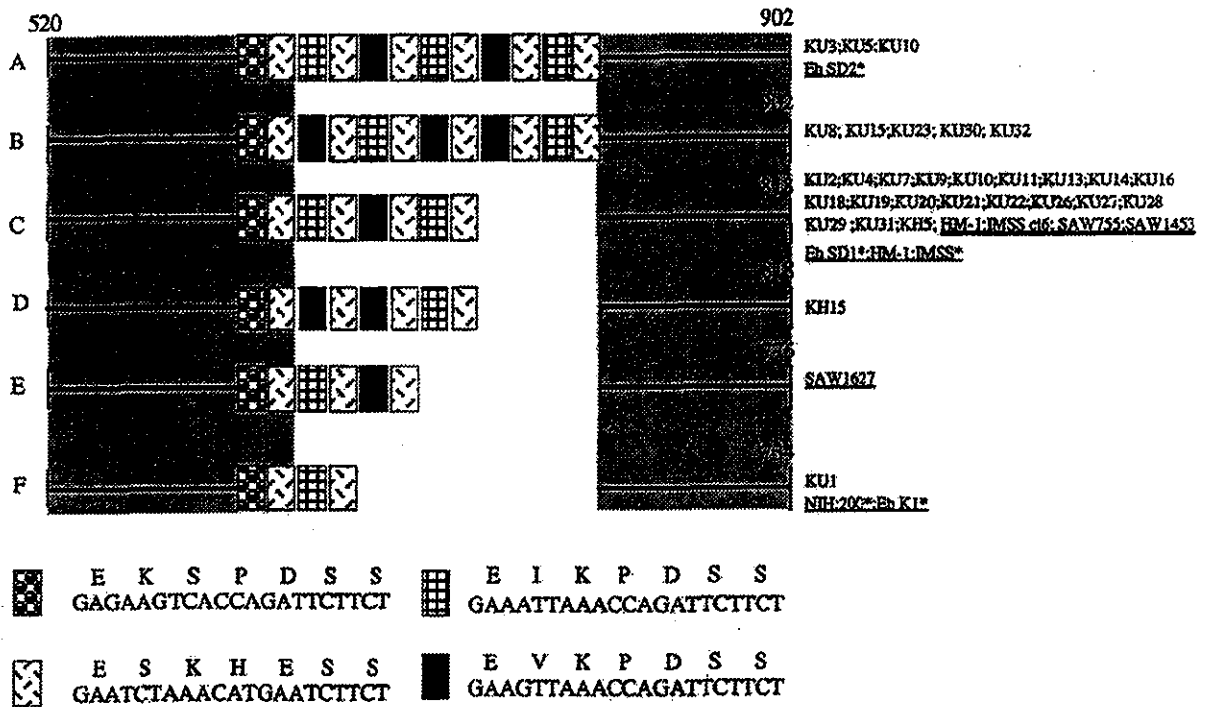 520 902
A KU3;KU5;KU10
Eh SD2*
B KU8; KU15;KU23; KU30; KU32
KU2;KU4;KU7;KU9;KU10;KU11;KU13;KU14;KU16
KU18;KU19;KU20;KU21;KU22;KU26;KU27;KU28
C KU29 ;KU31;KH5; HM-1:IMSS cl6; SAW755;SAW1453
Eh SD1*;HM-1:IMSS*
D KH15
E SAW1627
F KU1
NIH:200*;Eh K1*
E K S P D S S E I K P D S S
GAGAAGTCACCAGATTCTTCT GAAATTAAACCAGATTCTTCT
E S K H E S S E V K P D S S
GAATCTAAACATGAATCTTCT GAAGTTAAACCAGATTCTTCT